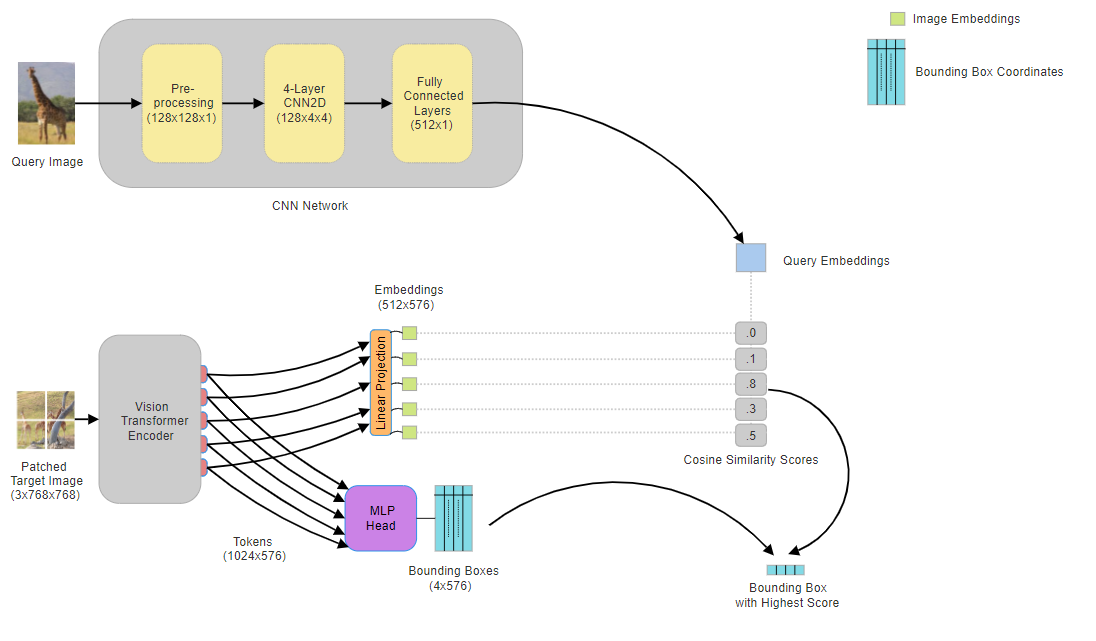 Image Embeddings
Bounding Box Coordinates
Pre-
processing
(128x128x1)
4-Layer
CNN2D
(128x4x4)
Fully
Connected
Layers
(512x1)
Query Image
CNN Network
Query Embeddings
Embeddings
(512x576)
Linear Projection
.0
.1
.8
.3
.5
Cosine Similarity Scores
Vision
Transformer
Encoder
Patched
Target Image
(3x768x768)
Tokens
(1024x576)
MLP
Head
Bounding Boxes
(4x576)
Bounding Box
with Highest Score